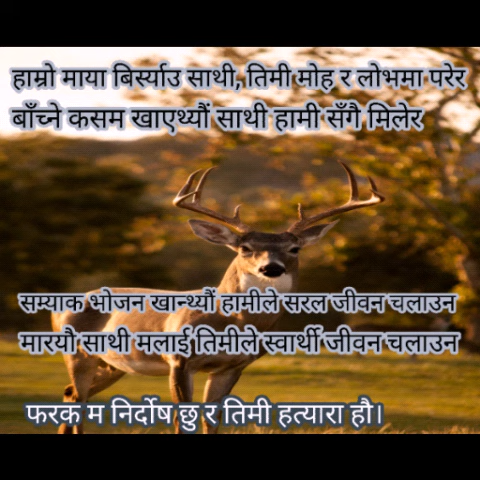 हाम्रो माया बिर्स्याउ साथी, तिमी मोह र लोभमा परेर
बाँच्ने कसम खाएथ्यौं साथी हामी सँगै मिलेर
सम्याक भोजन खान्थ्यौं हामीले सरल जीवन चलाउन
मारयौ साथी मलाई तिमीले स्वार्थी जीवन चलाउन
फरक म निर्दोष छु र तिमी हत्यारा हौ।